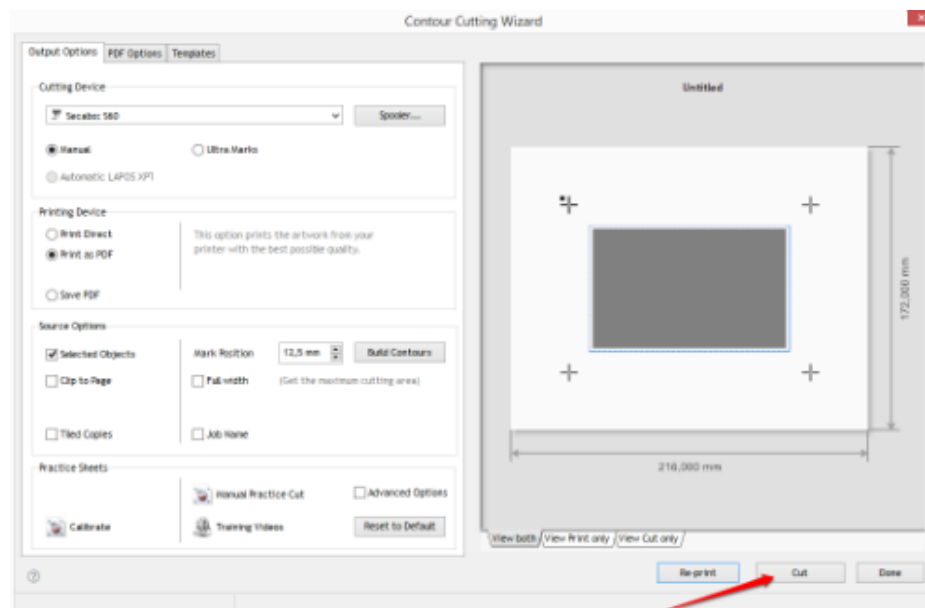 Contour Cutting Wizard
Output Options PDF Options Templates
Cutting Device
Secabo S60
Spooler...
Manual Ultra Marks
Automatic LAPOS XPT
Printing Device
Print Direct
Print as PDF
Save PDF
This option prints the artwork from your
printer with the best possible quality.
Source Options
Selected Objects Mark Position 12,5 mm Build Contours
Clip to Page Full width (Get the maximum cutting area)
Tiled Copies Job Name
Practice Sheets
Manual Practice Cut Advanced Options
Calibrate Training Videos Reset to Default
Untitled
172,000 mm
216,000 mm
View both View Print only View Cut only
Re-print Cut Done